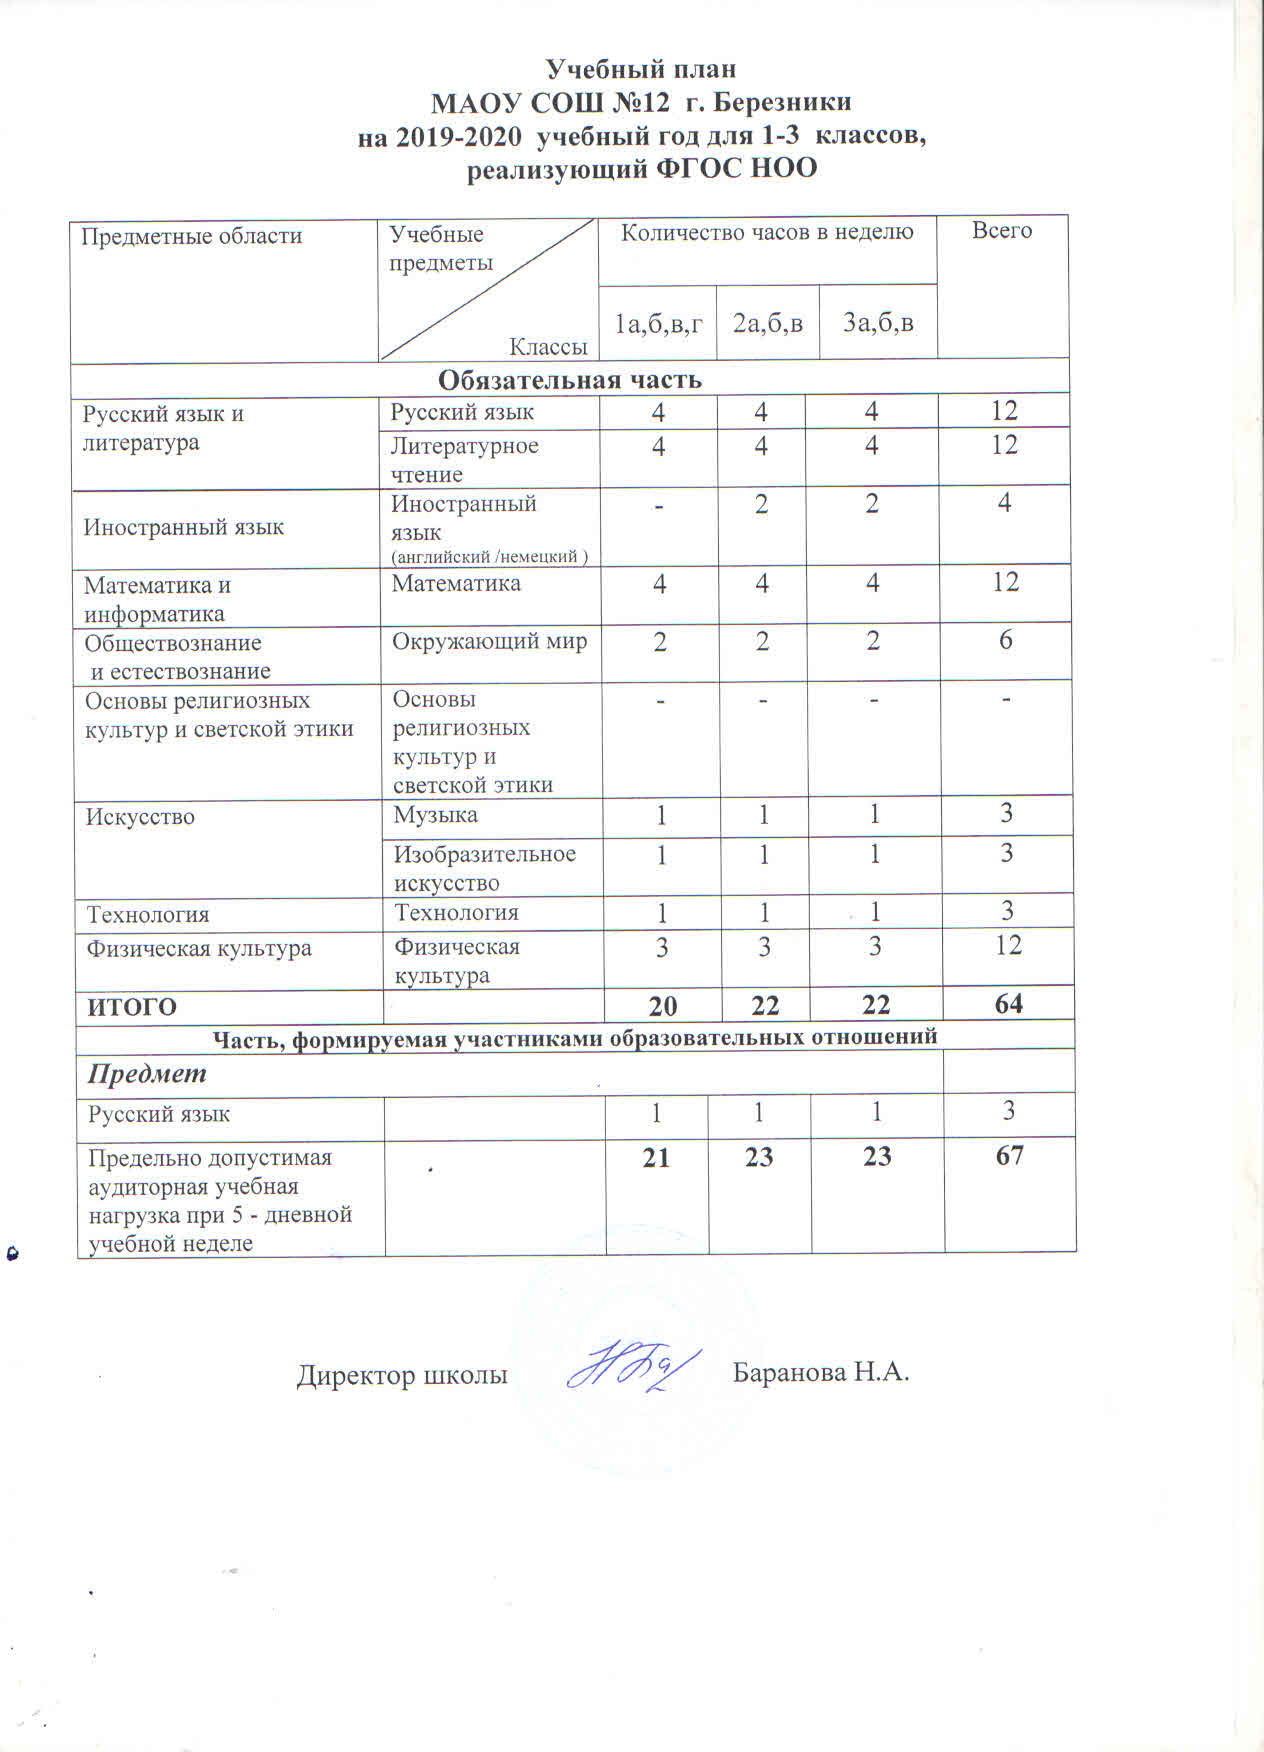 Учебный план
МАОУ СОШ №12 г. Березники
на 2019-2020 учебный год для 1-3 классов,
реализующий ФГОС НОО
Предметные области Учебные предметы Классы Количество часов в неделю Всего
1а,б,в,г 2а,б,в 3а,б,в
Обязательная часть
Русский язык и литература Русский язык 4 4 4 12
Литературное чтение 4 4 4 12
Иностранный язык Иностранный язык (английский /немецкий ) - 2 2 4
Математика и информатика Математика 4 4 4 12
Обществознание и естествознание Окружающий мир 2 2 2 6
Основы религиозных культур и светской этики Основы религиозных культур и светской этики - - - -
Искусство Музыка 1 1 1 3
Изобразительное искусство 1 1 1 3
Технология Технология 1 1 1 3
Физическая культура Физическая культура 3 3 3 12
ИТОГО 20 22 22 64
Часть, формируемая участниками образовательных отношений
Предмет
Русский язык 1 1 1 3
Предельно допустимая аудиторная учебная нагрузка при 5 - дневной учебной неделе 21 23 23 67
Директор школы Баранова Н.А.